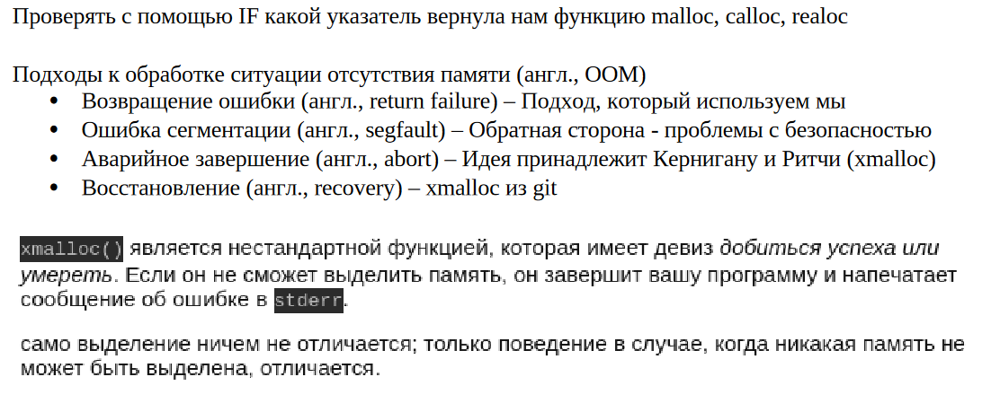 Проверять с помощью IF какой указатель вернула нам функцию malloc, calloc, realoc
Подходы к обработке ситуации отсутствия памяти (англ., OOM)
• Возвращение ошибки (англ., return failure) – Подход, который используем мы
• Ошибка сегментации (англ., segfault) – Обратная сторона - проблемы с безопасностью
• Аварийное завершение (англ., abort) – Идея принадлежит Кернигану и Ритчи (xmalloc)
• Восстановление (англ., recovery) – xmalloc из git
xmalloc() является нестандартной функцией, которая имеет девиз добиться успеха или
умереть. Если он не сможет выделить память, он завершит вашу программу и напечатает
сообщение об ошибке в stderr.
само выделение ничем не отличается; только поведение в случае, когда никакая память не
может быть выделена, отличается.